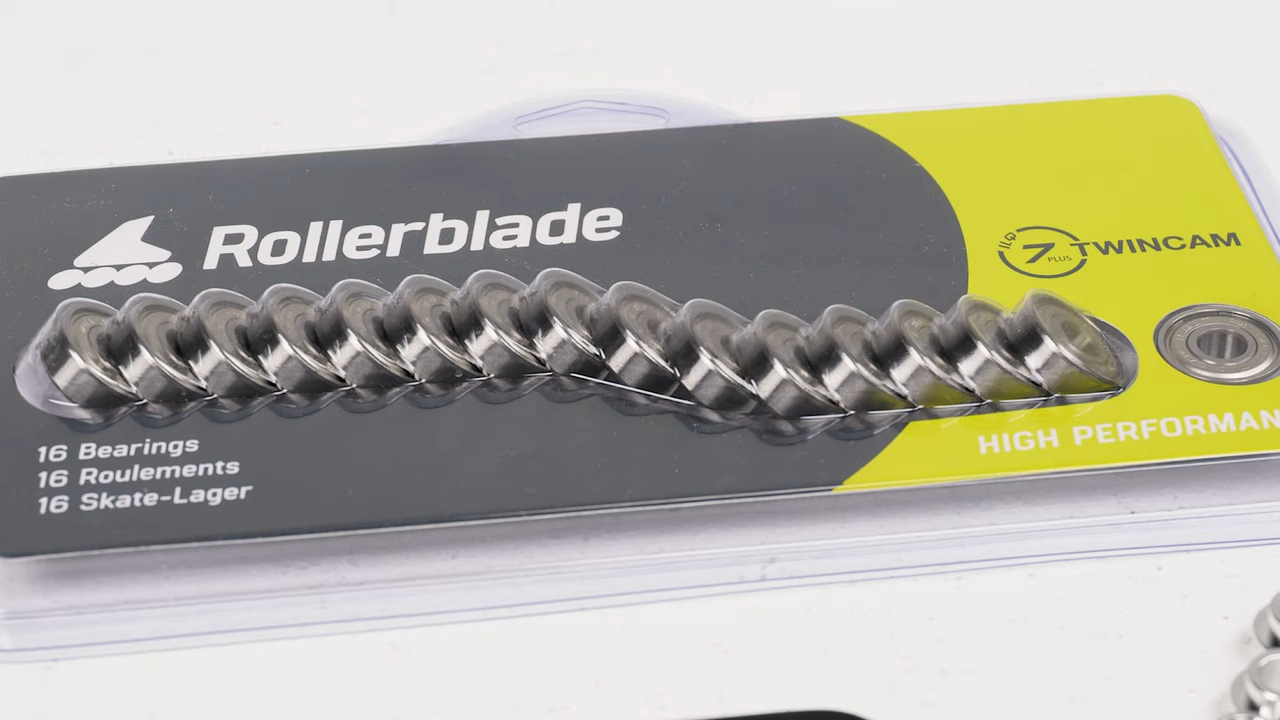 Rollerblade
ILQ 7 PLUS TWINCAM
16 Bearings
16 Roulements
16 Skate-Lager
HIGH PERFORMAN